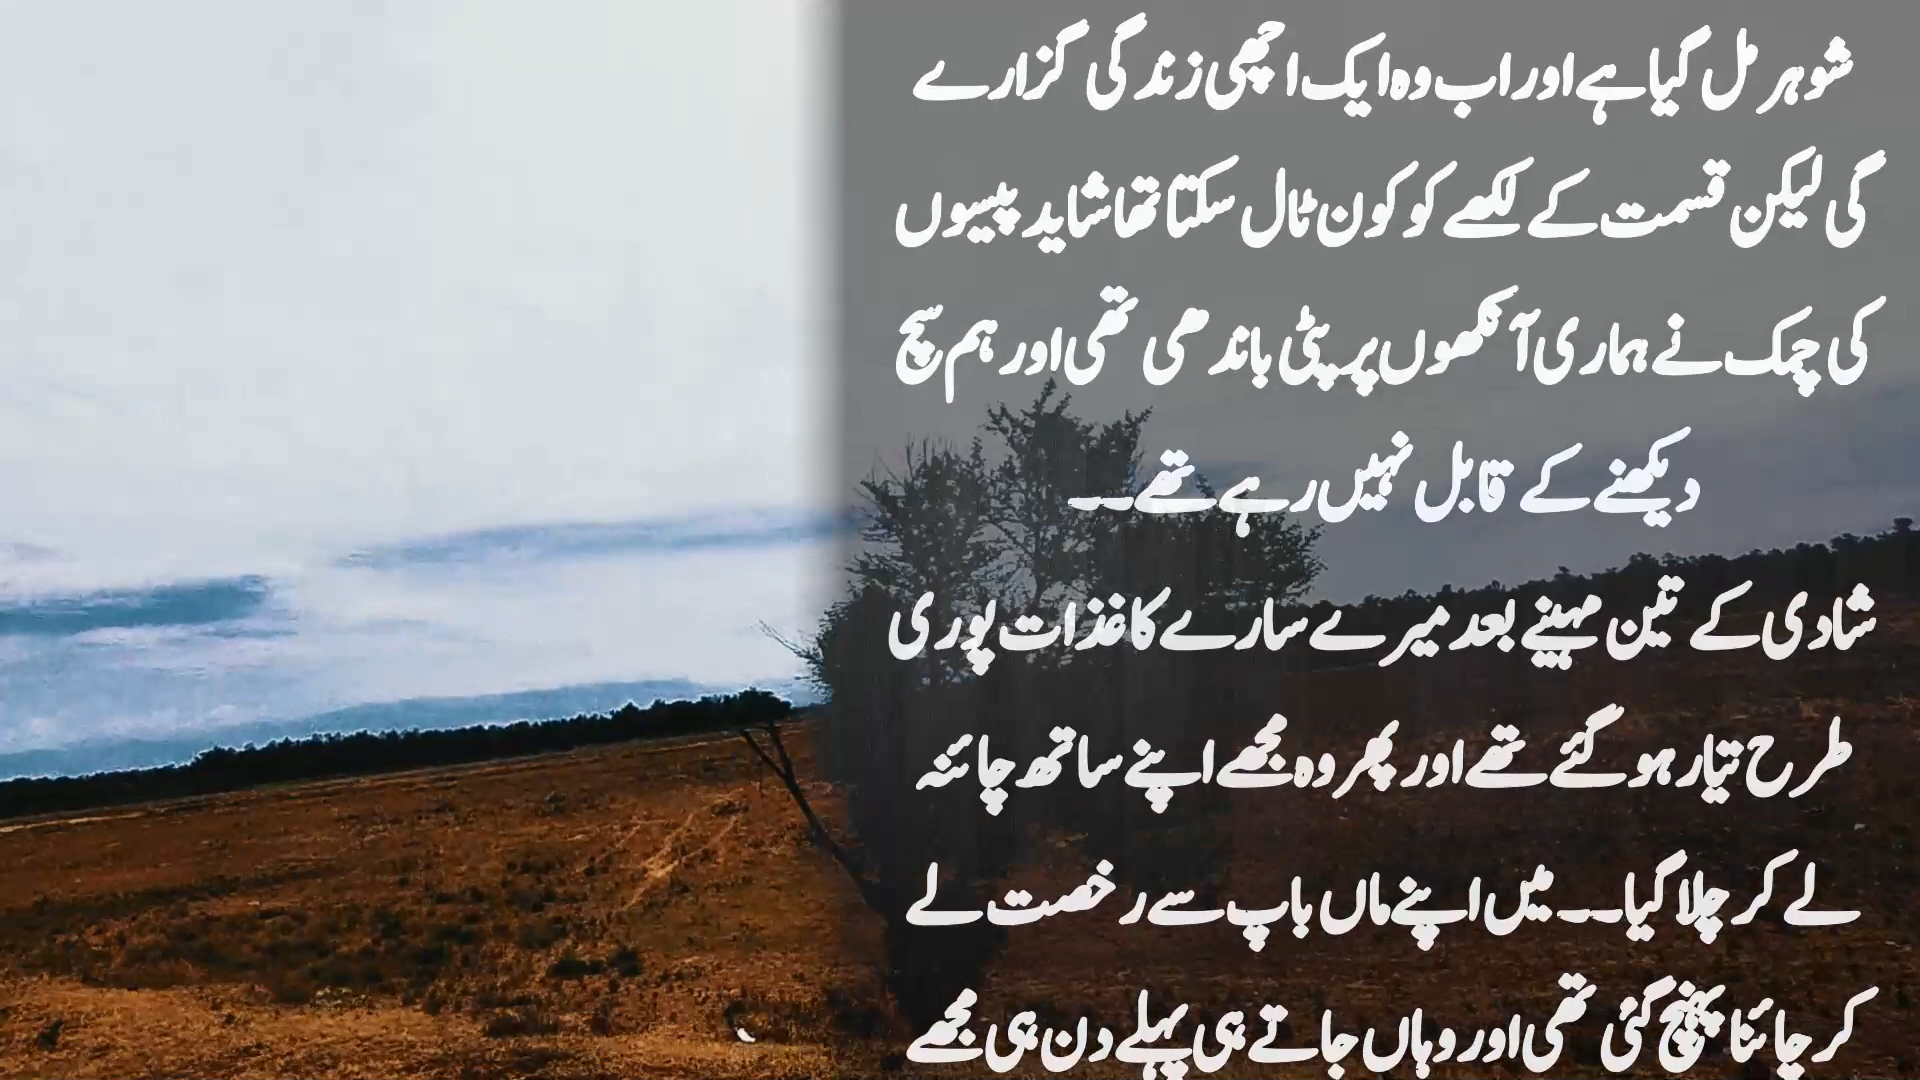 شوہر مل گیا ہے اور اب وہ ایک اچھی زندگی گزارے
گی لیکن قسمت کے لکھے کو کون ٹال سکتا تھا شاید پیسوں
کی چمک نے ہماری آنکھوں پر پٹی باندھی تھی اور ہم سچ
دیکھنے کے قابل نہیں رہے تھے۔۔
شادی کے تین مہینے بعد میرے سارے کاغذات پوری
طرح تیار ہو گئے تھے اور پھر وہ مجھے اپنے ساتھ چائنہ
لے کر چلا گیا۔۔ میں اپنے ماں باپ سے رخصت لے
کر چائنا پہنچ گئی تھی اور وہاں جاتے ہی پہلے دن ہی مجھے